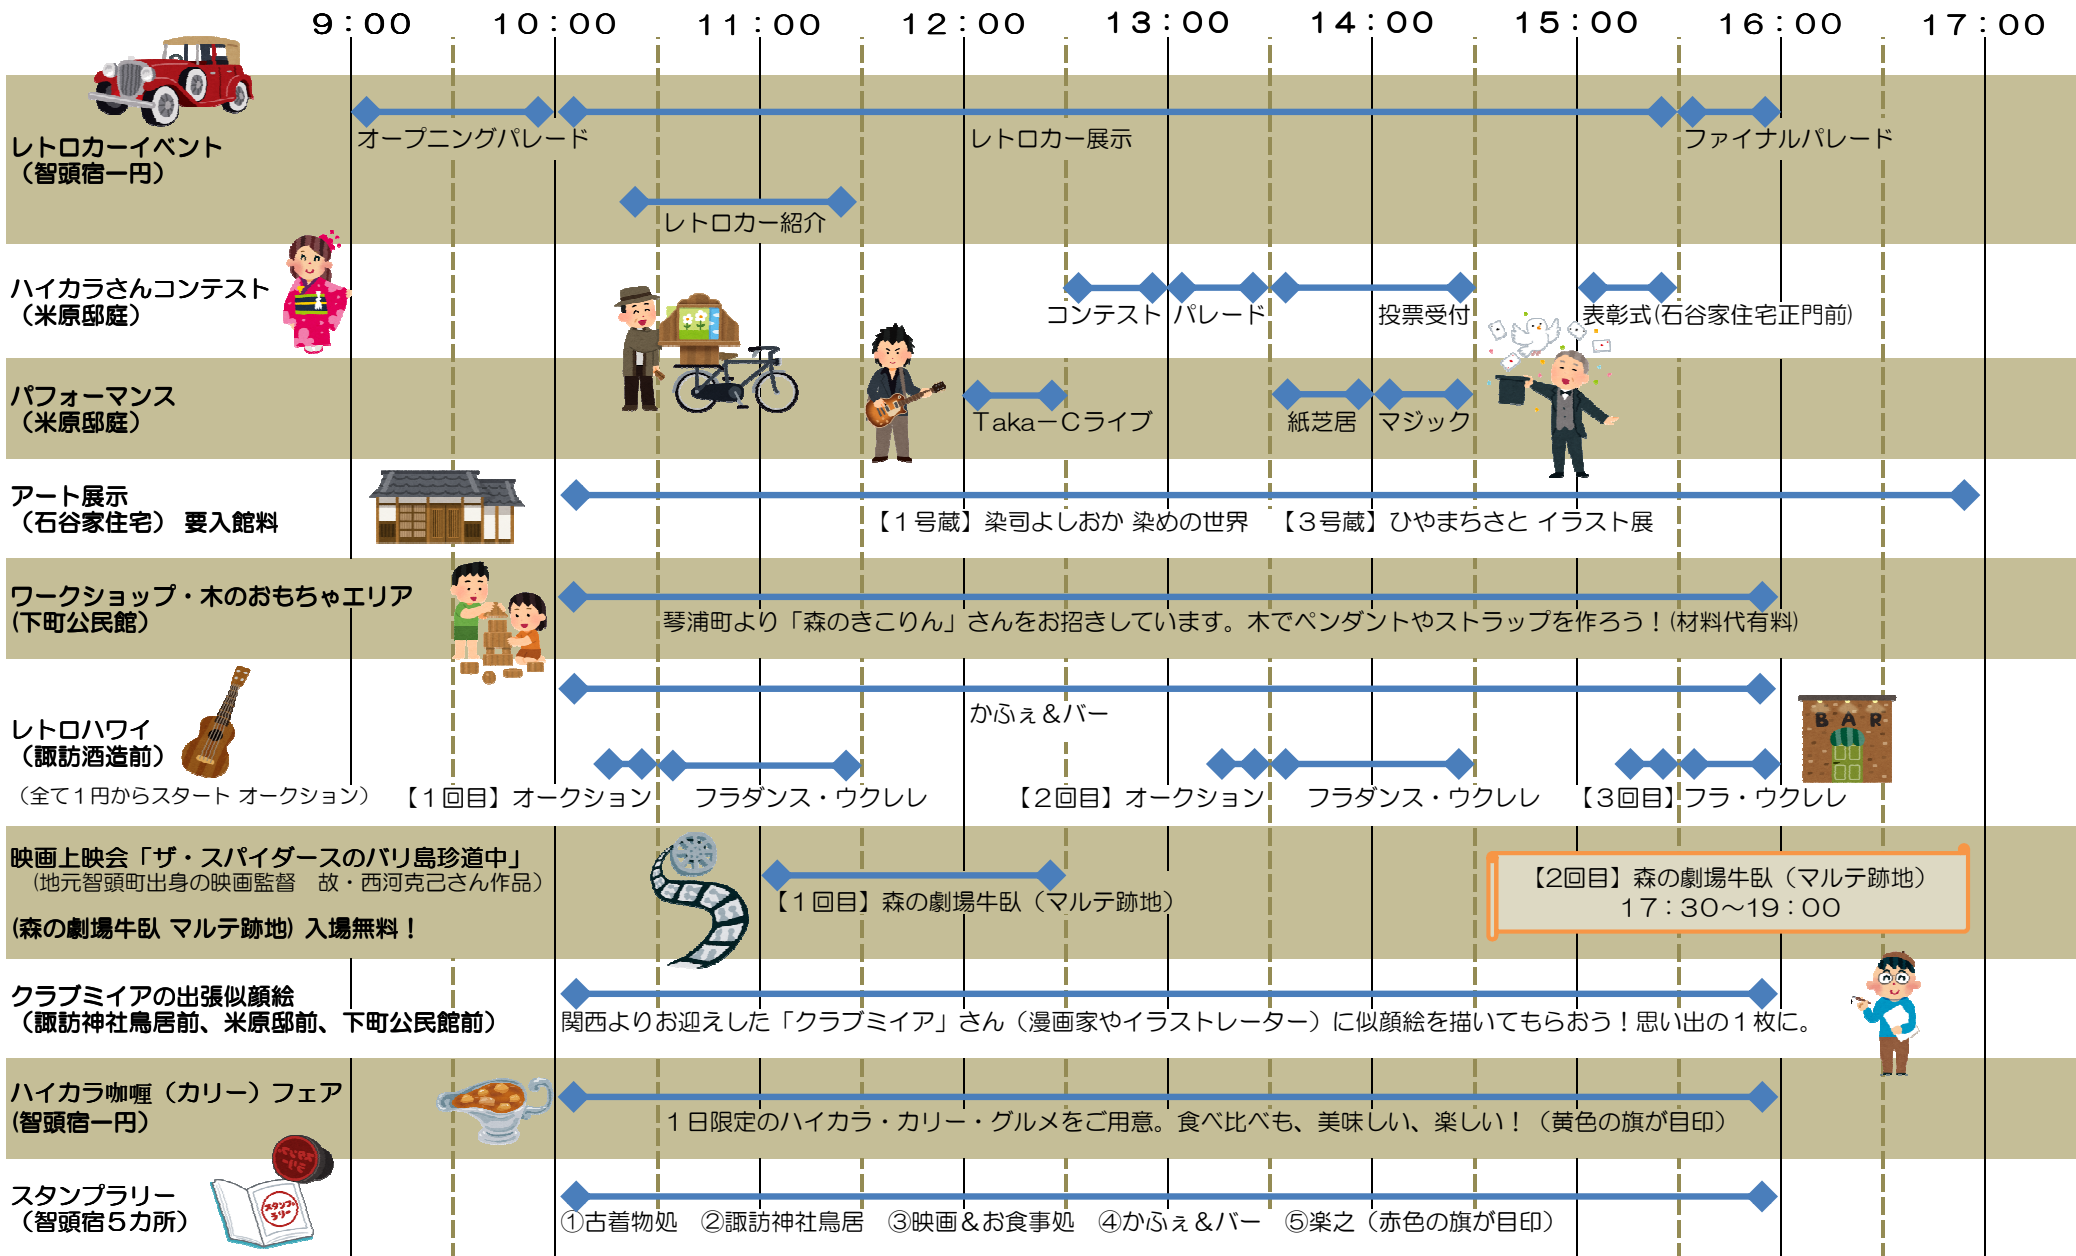 9:00 10:00 11:00 12:00 13:00 14:00 15:00 16:00 17:00
レトロカーイベント
（智頭宿一円）
オープニングパレード
レトロカー展示
ファイナルパレード
レトロカー紹介
ハイカラさんコンテスト
（米原邸庭）
コンテスト
パレード
投票受付
表彰式(石谷家住宅正門前)
パフォーマンス
（米原邸庭）
Taka－Cライブ
紙芝居
マジック
アート展示
（石谷家住宅） 要入館料
【１号蔵】染司よしおか 染めの世界　【３号蔵】ひやまちさと イラスト展
ワークショップ・木のおもちゃエリア
(下町公民館)
琴浦町より「森のきこりん」さんをお招きしています。木でペンダントやストラップを作ろう！(材料代有料)
レトロハワイ
（諏訪酒造前）
（全て１円からスタート オークション）
かふぇ＆バー
【１回目】オークション
フラダンス・ウクレレ
【２回目】オークション
フラダンス・ウクレレ
【３回目】フラ・ウクレレ
BAR
映画上映会「ザ・スパイダースのバリ島珍道中」
(地元智頭町出身の映画監督　故・西河克己さん作品）
(森の劇場牛臥 マルテ跡地) 入場無料！
【１回目】森の劇場牛臥（マルテ跡地）
【2回目】森の劇場牛臥（マルテ跡地）
１７：３０～１９：００
クラブミイアの出張似顔絵
（諏訪神社鳥居前、米原邸前、下町公民館前）
関西よりお迎えした「クラブミイア」さん（漫画家やイラストレーター）に似顔絵を描いてもらおう！思い出の１枚に。
ハイカラ咖喱（カリー）フェア
(智頭宿一円)
１日限定のハイカラ・カリー・グルメをご用意。食べ比べも、美味しい、楽しい！（黄色の旗が目印）
スタンプラリー
（智頭宿５カ所）
スタンプラリー
①古着物処　②諏訪神社鳥居　③映画＆お食事処　④かふぇ＆バー　⑤楽之（赤色の旗が目印）